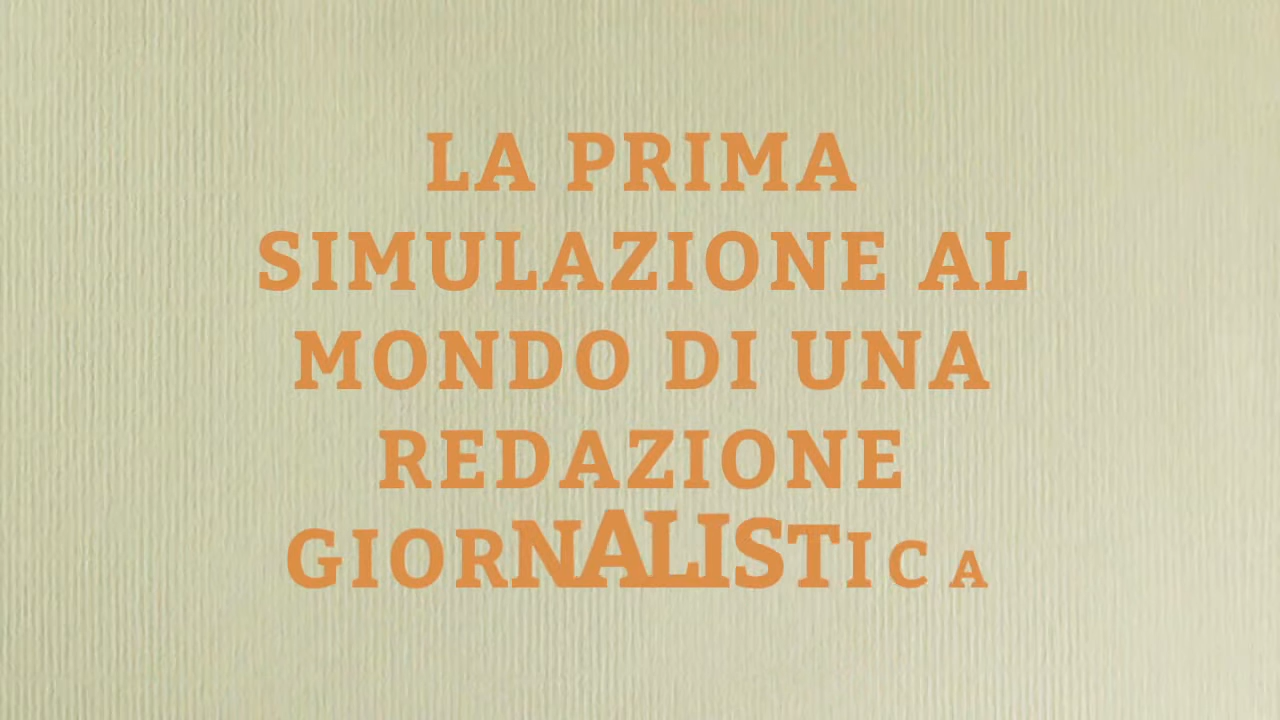 LA PRIMA
SIMULAZIONE AL
MONDO DI UNA
REDAZIONE
GIORNALISTICA